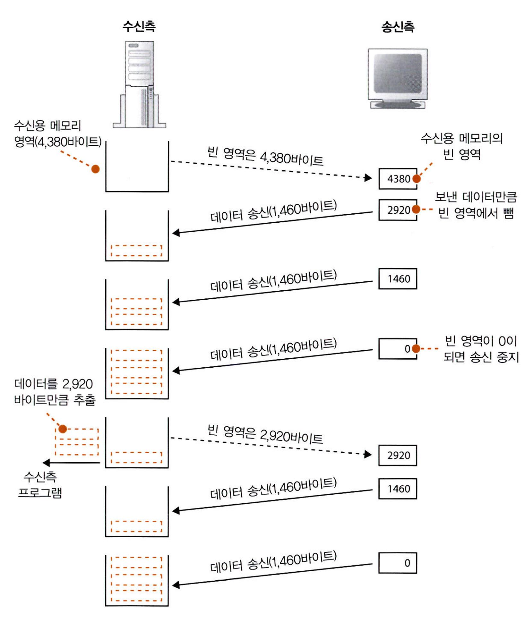 수신측
송신측
수신용 메모리
영역(4,380바이트)
빈 영역은 4,380바이트
수신용 메모리의
빈 영역
4380
데이터 송신(1,460바이트)
2920
보낸 데이터만큼
빈 영역에서 뺌
데이터 송신(1,460바이트)
1460
데이터 송신(1,460바이트)
0
빈 영역이 0이
되면 송신 중지
데이터를 2,920
바이트만큼 추출
빈 영역은 2,920바이트
2920
수신측
프로그램
데이터 송신(1,460바이트)
1460
데이터 송신(1,460바이트)
0